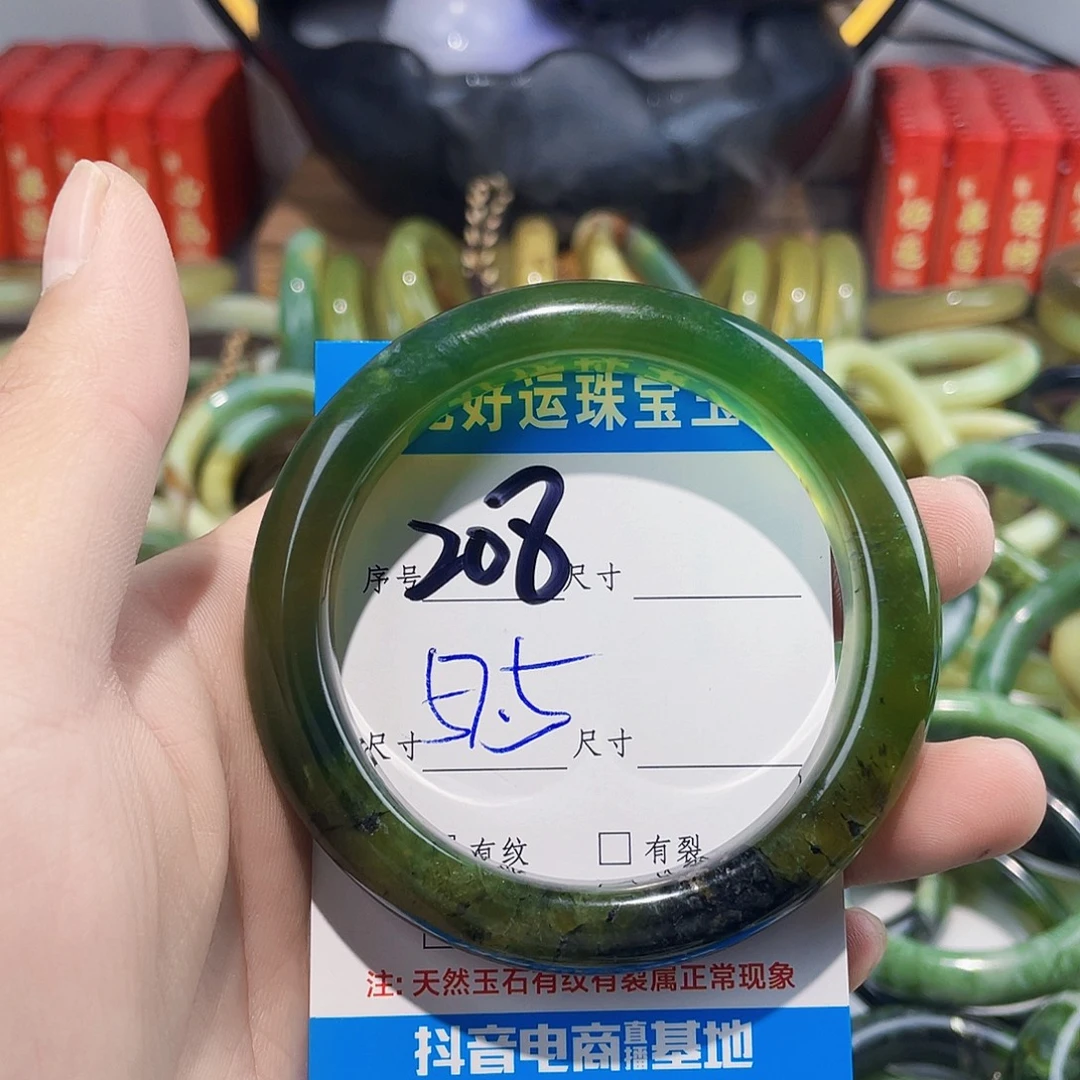 好运珠宝玉
序号 208 尺寸
尺寸 57.5 尺寸
有纹 □ 有裂
注: 天然玉石有纹有裂属正常现象
抖音电商直播基地